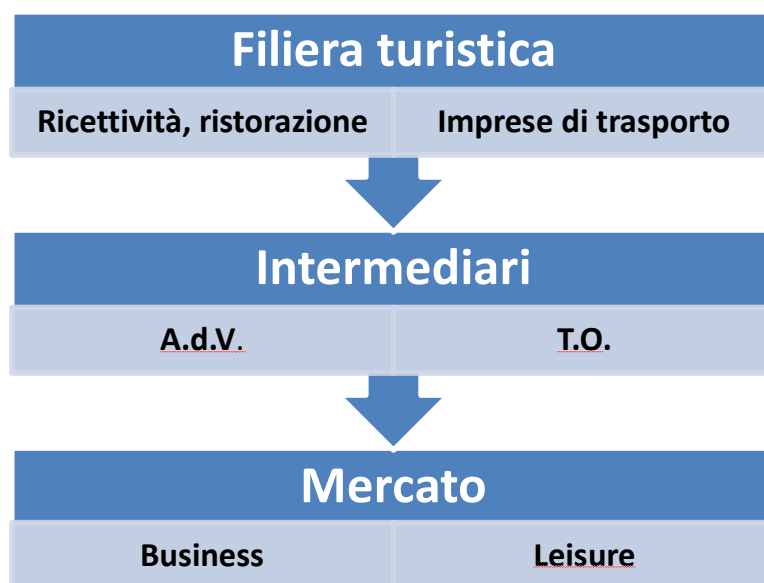 Filiera turistica
Ricettività, ristorazione
Imprese di trasporto
Intermediari
A.d.V.
T.O.
Mercato
Business
Leisure